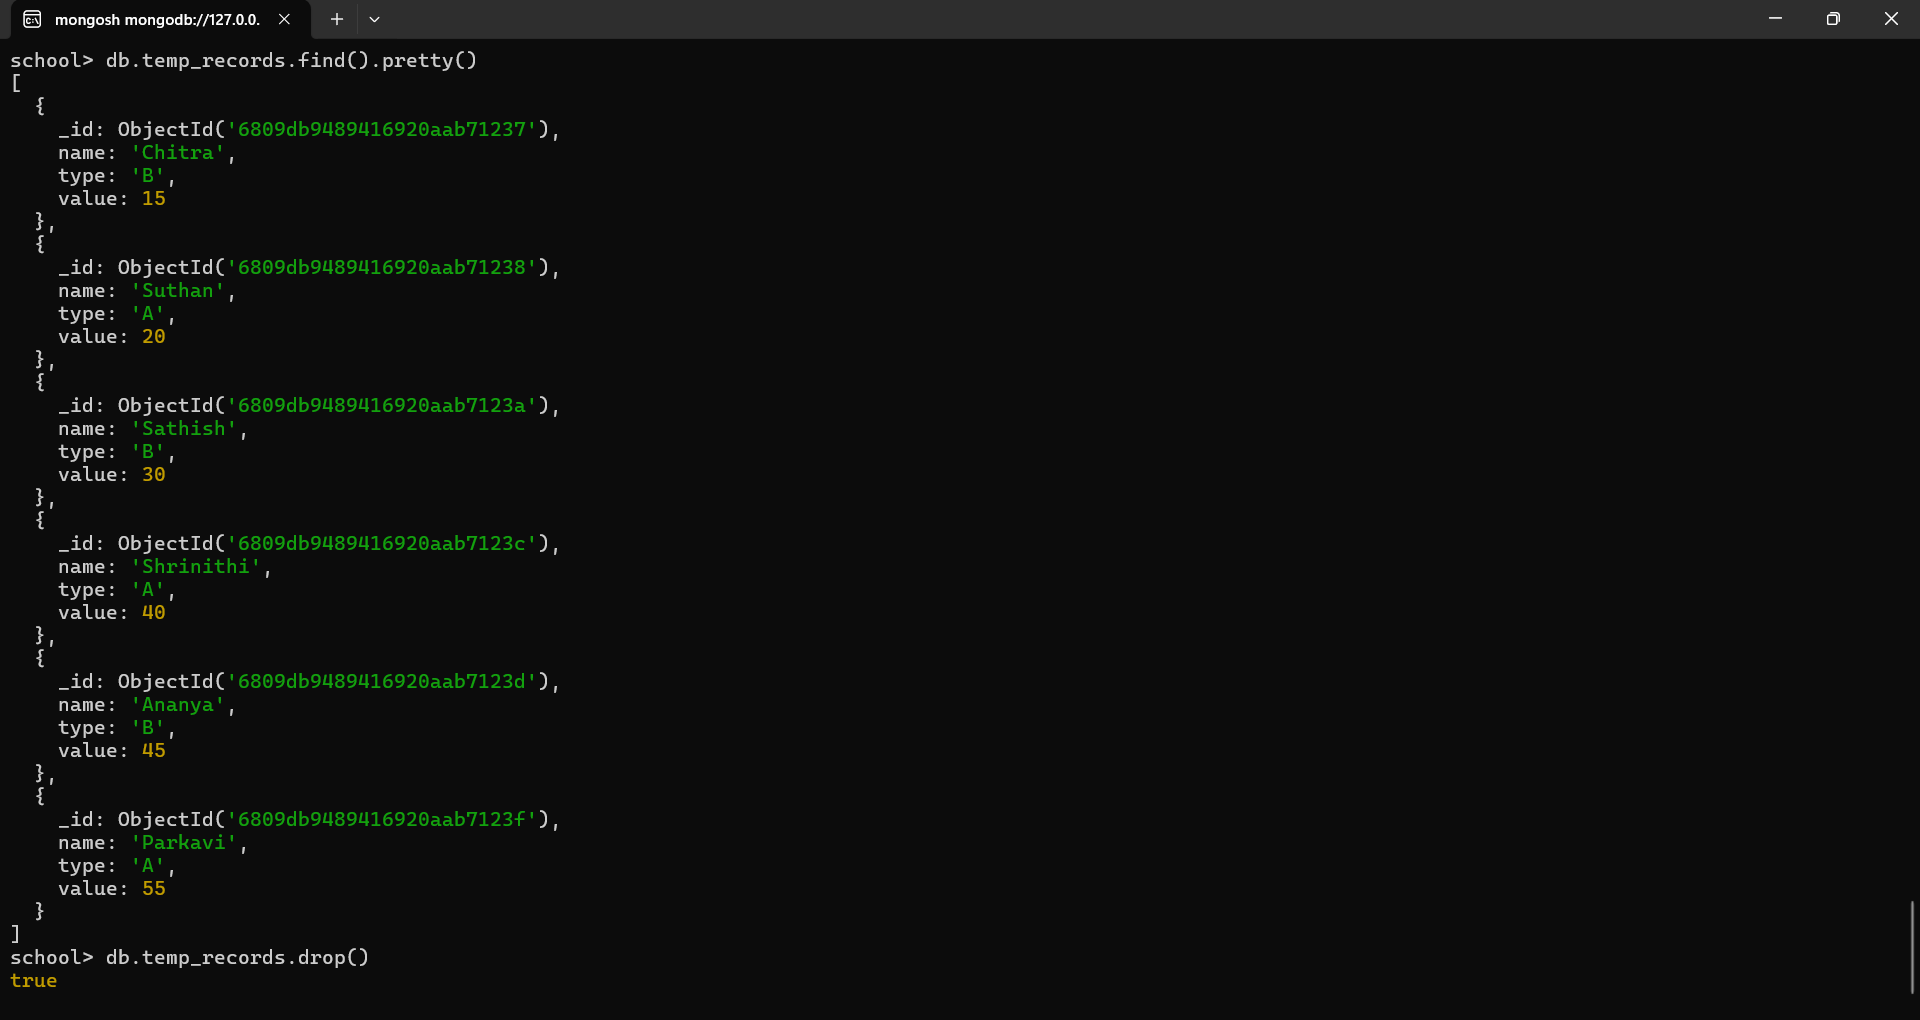 mongosh mongodb://127.0.0.
school> db.temp_records.find().pretty()
[
  {
    _id: ObjectId('6809db9489416920aab71237'),
    name: 'Chitra',
    type: 'B',
    value: 15
  },
  {
    _id: ObjectId('6809db9489416920aab71238'),
    name: 'Suthan',
    type: 'A',
    value: 20
  },
  {
    _id: ObjectId('6809db9489416920aab7123a'),
    name: 'Sathish',
    type: 'B',
    value: 30
  },
  {
    _id: ObjectId('6809db9489416920aab7123c'),
    name: 'Shrinithi',
    type: 'A',
    value: 40
  },
  {
    _id: ObjectId('6809db9489416920aab7123d'),
    name: 'Ananya',
    type: 'B',
    value: 45
  },
  {
    _id: ObjectId('6809db9489416920aab7123f'),
    name: 'Parkavi',
    type: 'A',
    value: 55
  }
]
school> db.temp_records.drop()
true